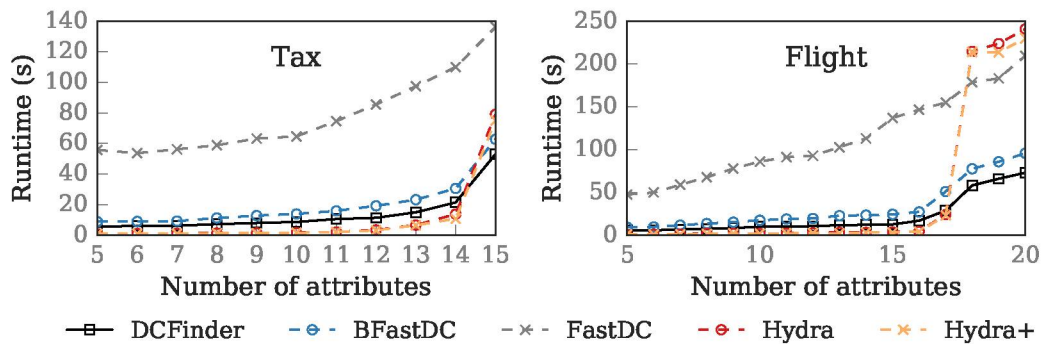 Tax
Runtime (s)
140
120
100
80
60
40
20
0
5 6 7 8 9 10 11 12 13 14 15
Number of attributes
Flight
Runtime (s)
250
200
150
100
50
0
5 10 15 20
Number of attributes
DCFinder BFastDC FastDC Hydra Hydra+